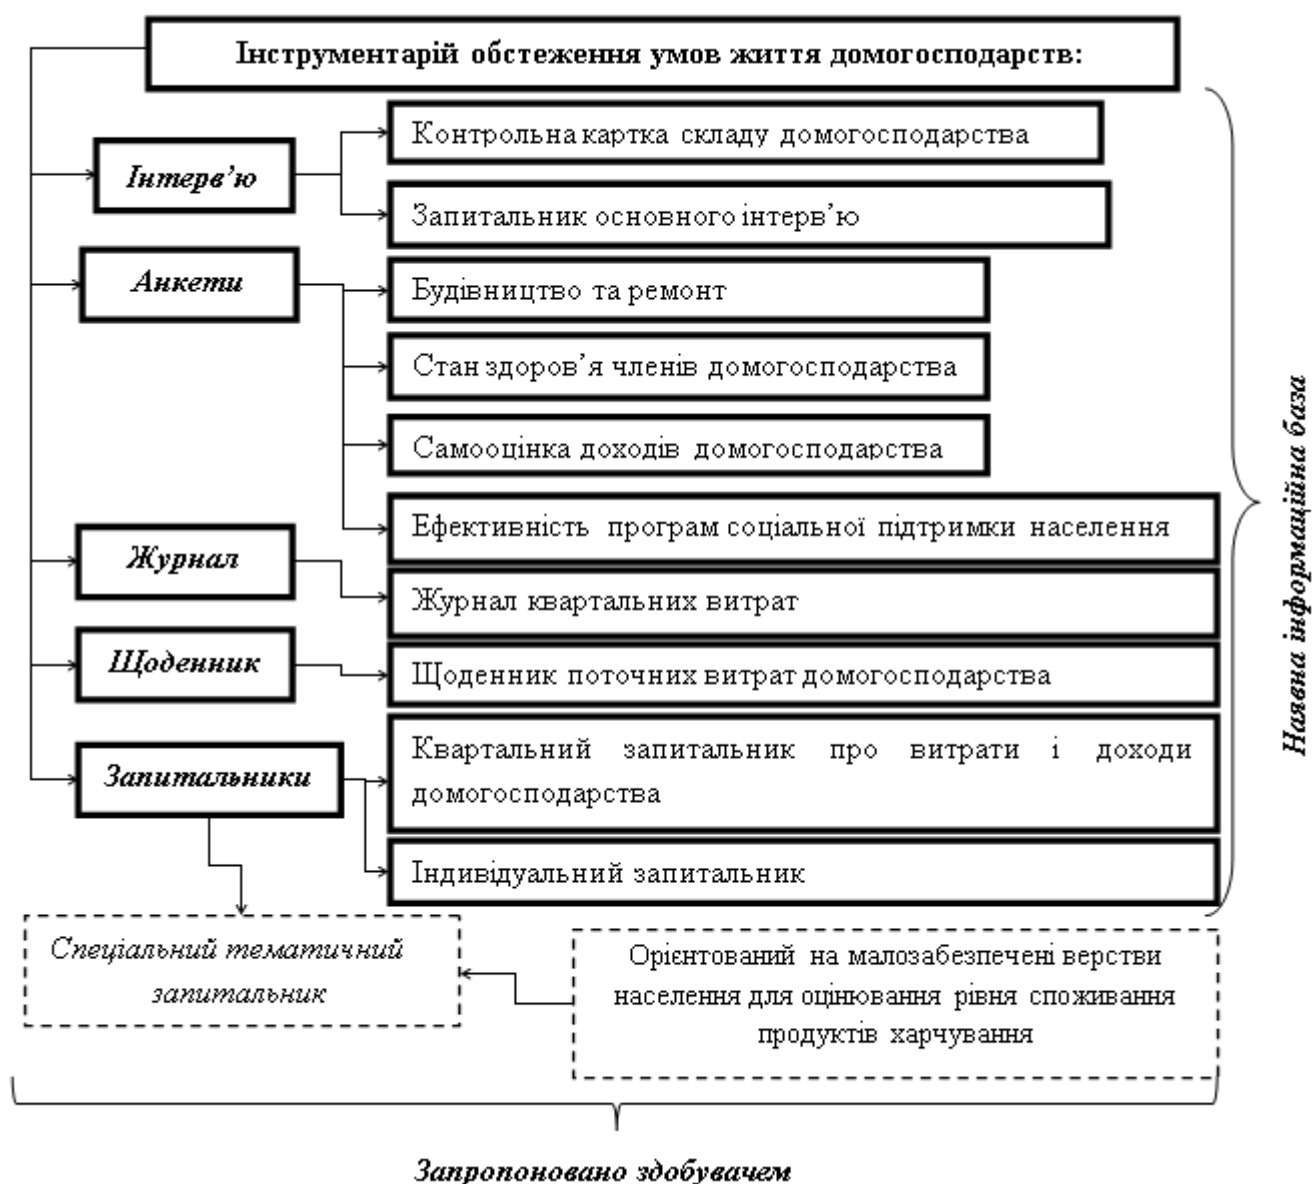 Інструментарій обстеження умов життя домогосподарств:
Інтерв’ю
Контрольна картка складу домогосподарства
Запитальник основного інтерв’ю
Анкети
Будівництво та ремонт
Стан здоров’я членів домогосподарства
Самооцінка доходів домогосподарства
Ефективність програм соціальної підтримки населення
Журнал
Журнал квартальних витрат
Щоденник
Щоденник поточних витрат домогосподарства
Запитальники
Квартальний запитальник про витрати і доходи
домогосподарства
Індивідуальний запитальник
Наявна інформаційна база
Спеціальний тематичний
запитальник
Орієнтований на малозабезпечені верстви
населення для оцінювання рівня споживання
продуктів харчування
Запропоновано здобувачем